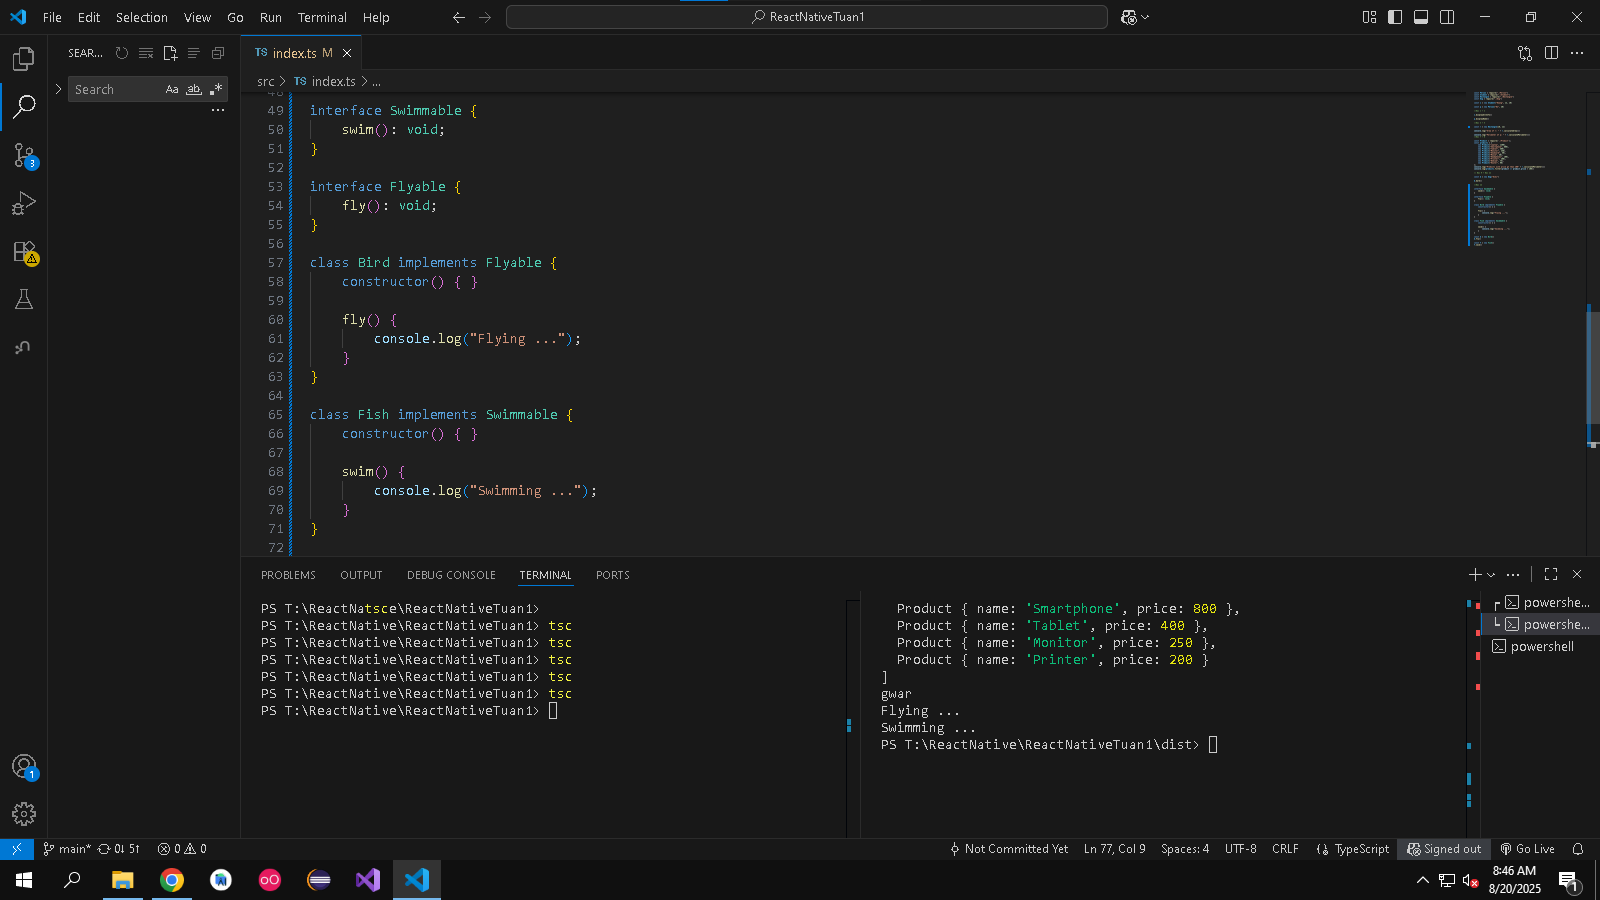 File Edit Selection View Go Run Terminal Help
ReactNativeTuan1
SEAR...
TS index.ts M
Search
Aa ab .*
src > TS index.ts > ...
49 interface Swimmable {
50 swim(): void;
51 }
52
53 interface Flyable {
54 fly(): void;
55 }
56
57 class Bird implements Flyable {
58 constructor() { }
59
60 fly() {
61 console.log("Flying ...");
62 }
63 }
64
65 class Fish implements Swimmable {
66 constructor() { }
67
68 swim() {
69 console.log("Swimming ...");
70 }
71 }
72
3
1
PROBLEMS OUTPUT DEBUG CONSOLE TERMINAL PORTS
PS T:\ReactNatsce\ReactNativeTuan1>
PS T:\ReactNative\ReactNativeTuan1> tsc
PS T:\ReactNative\ReactNativeTuan1> tsc
PS T:\ReactNative\ReactNativeTuan1> tsc
PS T:\ReactNative\ReactNativeTuan1> tsc
PS T:\ReactNative\ReactNativeTuan1> tsc
PS T:\ReactNative\ReactNativeTuan1>
Product { name: 'Smartphone', price: 800 },
Product { name: 'Tablet', price: 400 },
Product { name: 'Monitor', price: 250 },
Product { name: 'Printer', price: 200 }
]
gwar
Flying ...
Swimming ...
PS T:\ReactNative\ReactNativeTuan1\dist>
powershe...
powershe...
powershell
main* 0↓ 5↑ 0 0
Not Committed Yet Ln 77, Col 9 Spaces: 4 UTF-8 CRLF {} TypeScript Signed out Go Live
8:46 AM
8/20/2025
1